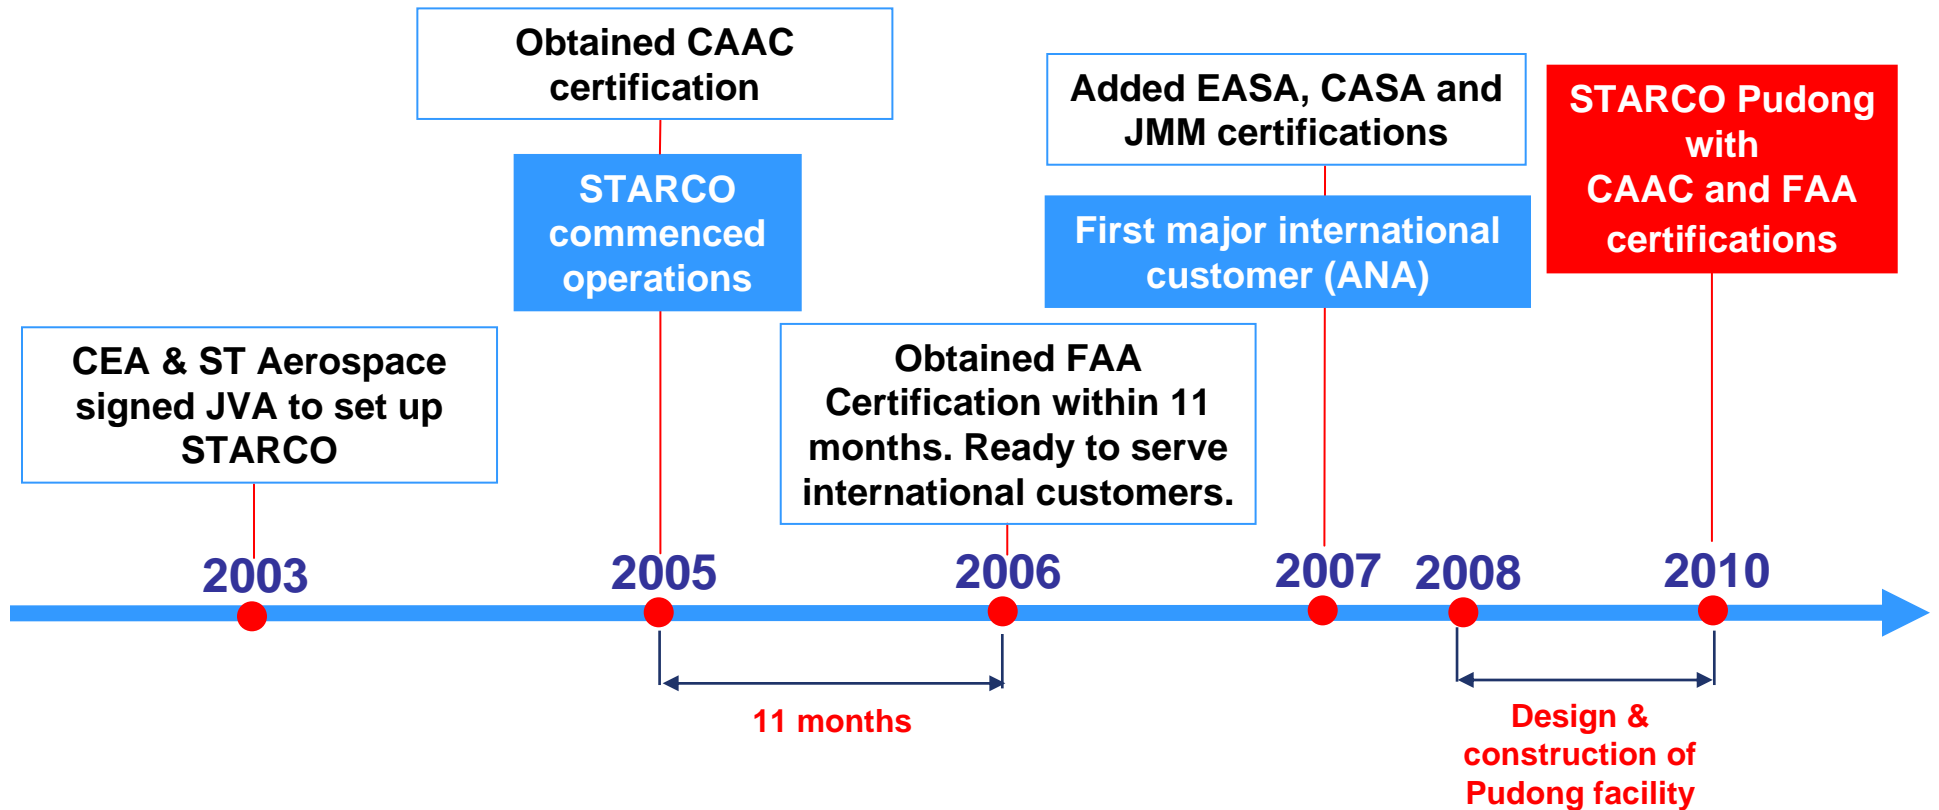 Obtained CAAC
certification
STARCO
commenced
operations
CEA & ST Aerospace
signed JVA to set up
STARCO
Obtained FAA
Certification within 11
months. Ready to serve
international customers.
Added EASA, CASA and
JMM certifications
First major international
customer (ANA)
STARCO Pudong
with
CAAC and FAA
certifications
2003
2005
2006
2007
2008
2010
11 months
Design &
construction of
Pudong facility